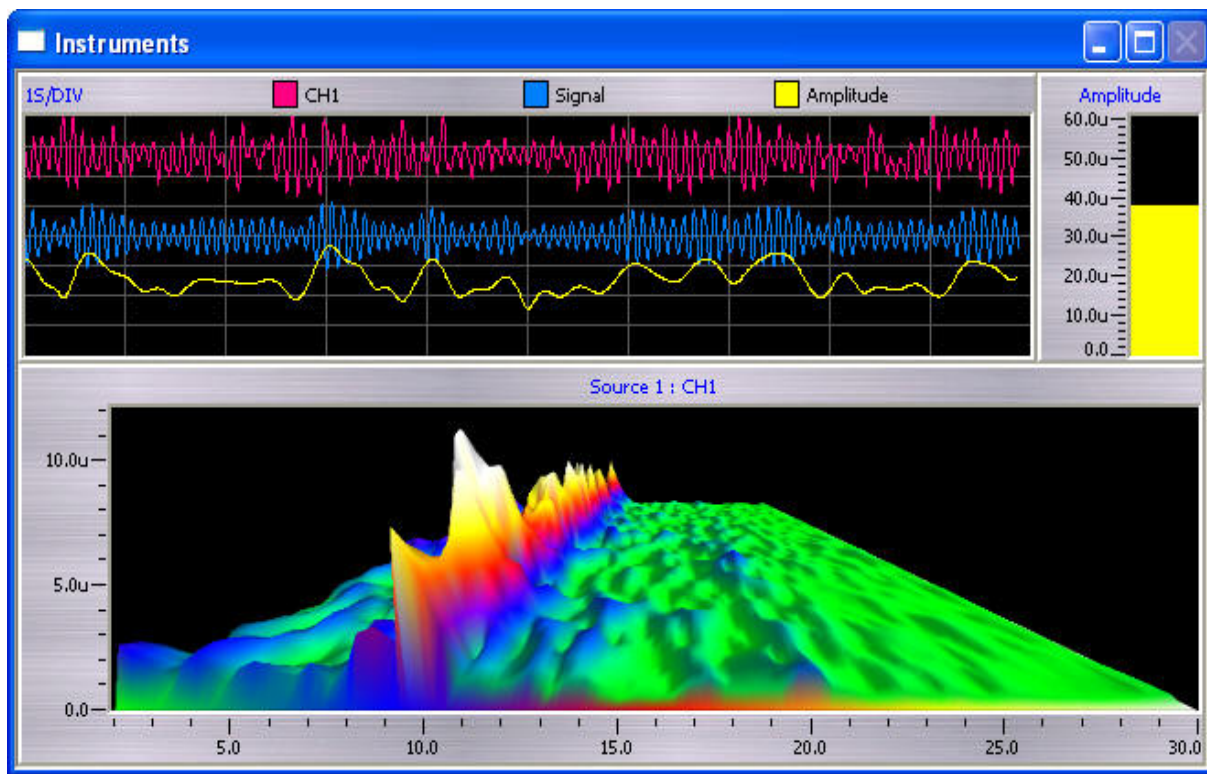 Instruments
1S/DIV CH1 Signal Amplitude
Amplitude
60.0u
50.0u
40.0u
30.0u
20.0u
10.0u
0.0
Source 1 : CH1
10.0u
5.0u
0.0
5.0 10.0 15.0 20.0 25.0 30.0